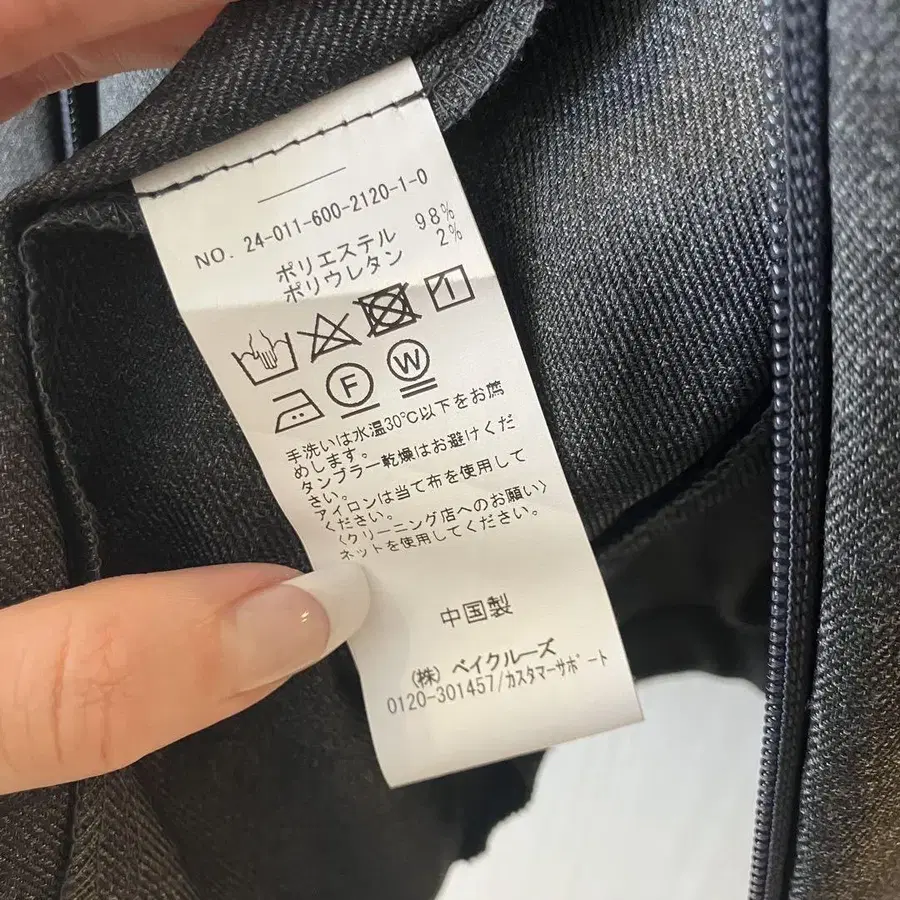 NO. 24-011-600-2120-1-0
ポリエステル 98%
ポリウレタン 2%
F W
手洗いは水温30℃以下をお薦
めします。
タンブラー乾燥はお避けくだ
さい。
アイロンは当て布を使用して
ください。
〈クリーニング店へのお願い〉
ネットを使用してください。
中国製
(株) ベイクルーズ
0120-301457/カスタマーサポート